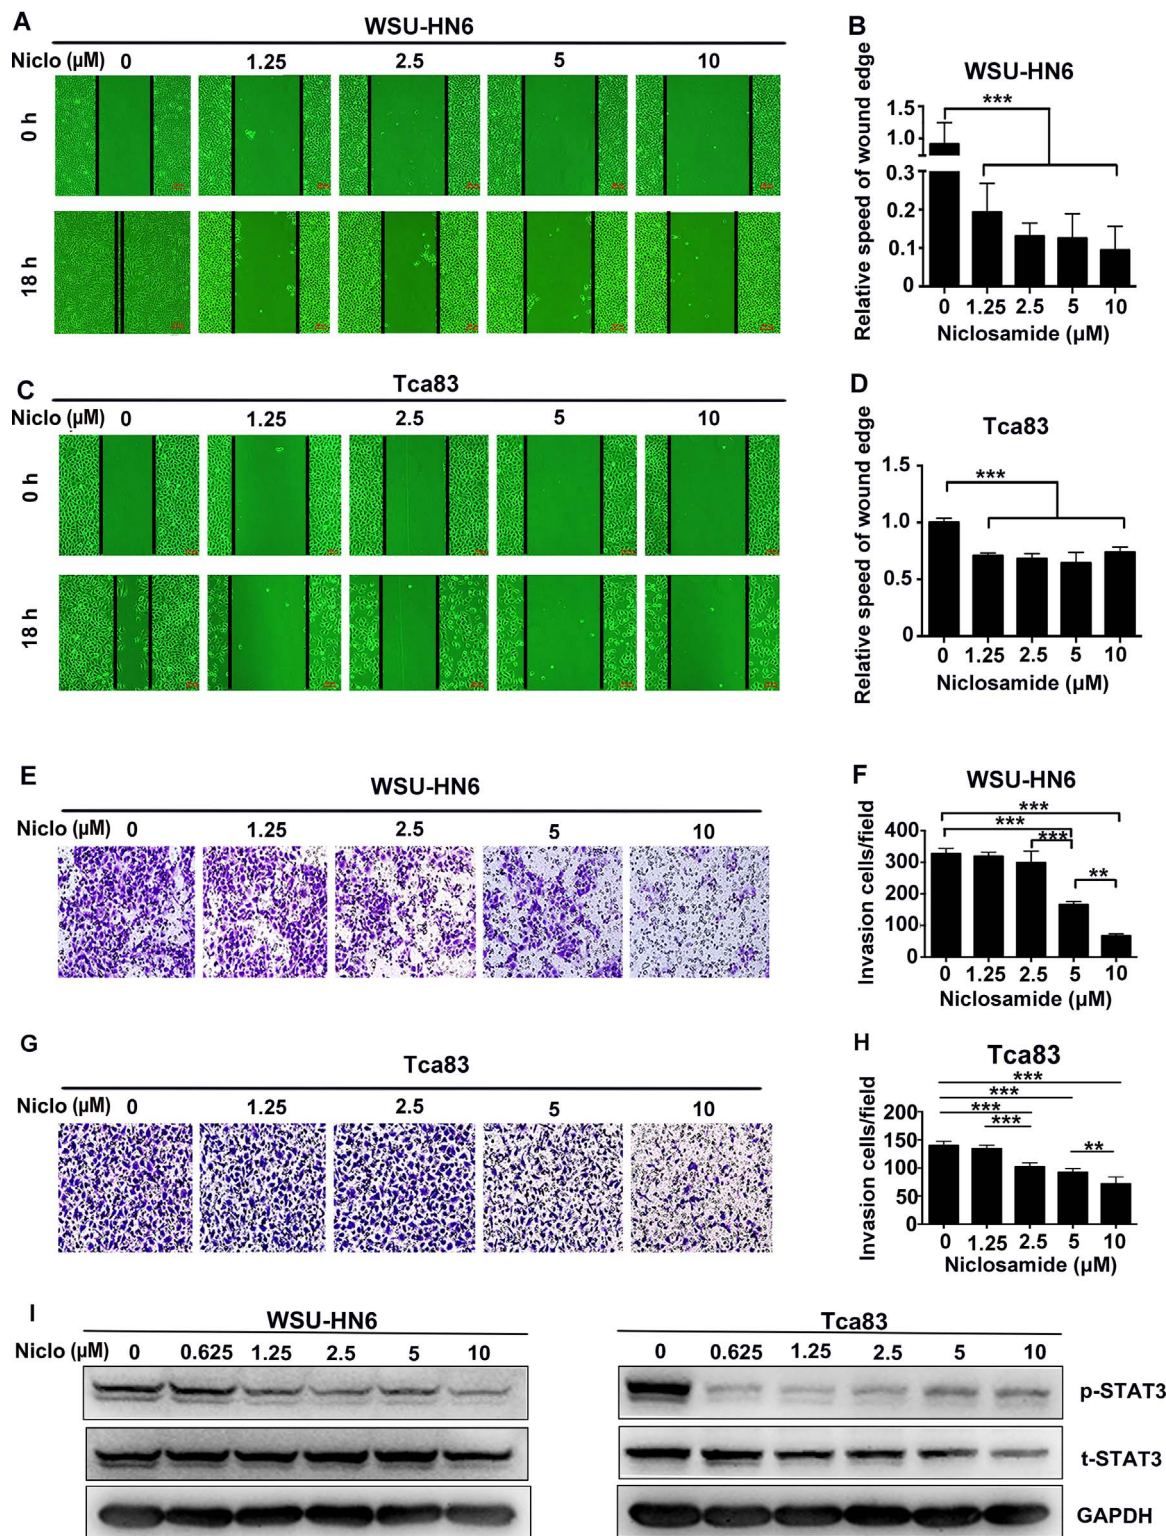 A
WSU-HN6
Niclo (µM) 0 1.25 2.5 5 10
0 h
18 h
B
WSU-HN6
Relative speed of wound edge
***
1.5
1.0
0.3
0.2
0.1
0
0 1.25 2.5 5 10
Niclosamide (µM)
C
Tca83
Niclo (µM) 0 1.25 2.5 5 10
0 h
18 h
D
Tca83
Relative speed of wound edge
***
1.5
1.0
0.5
0
0 1.25 2.5 5 10
Niclosamide (µM)
E
WSU-HN6
Niclo (µM) 0 1.25 2.5 5 10
F
WSU-HN6
Invasion cells/field
***
***
***
**
400
300
200
100
0
0 1.25 2.5 5 10
Niclosamide (µM)
G
Tca83
Niclo (µM) 0 1.25 2.5 5 10
H
Tca83
Invasion cells/field
***
***
***
***
**
200
150
100
50
0
0 1.25 2.5 5 10
Niclosamide (µM)
I
WSU-HN6
Niclo (µM) 0 0.625 1.25 2.5 5 10
Tca83
0 0.625 1.25 2.5 5 10
p-STAT3
t-STAT3
GAPDH